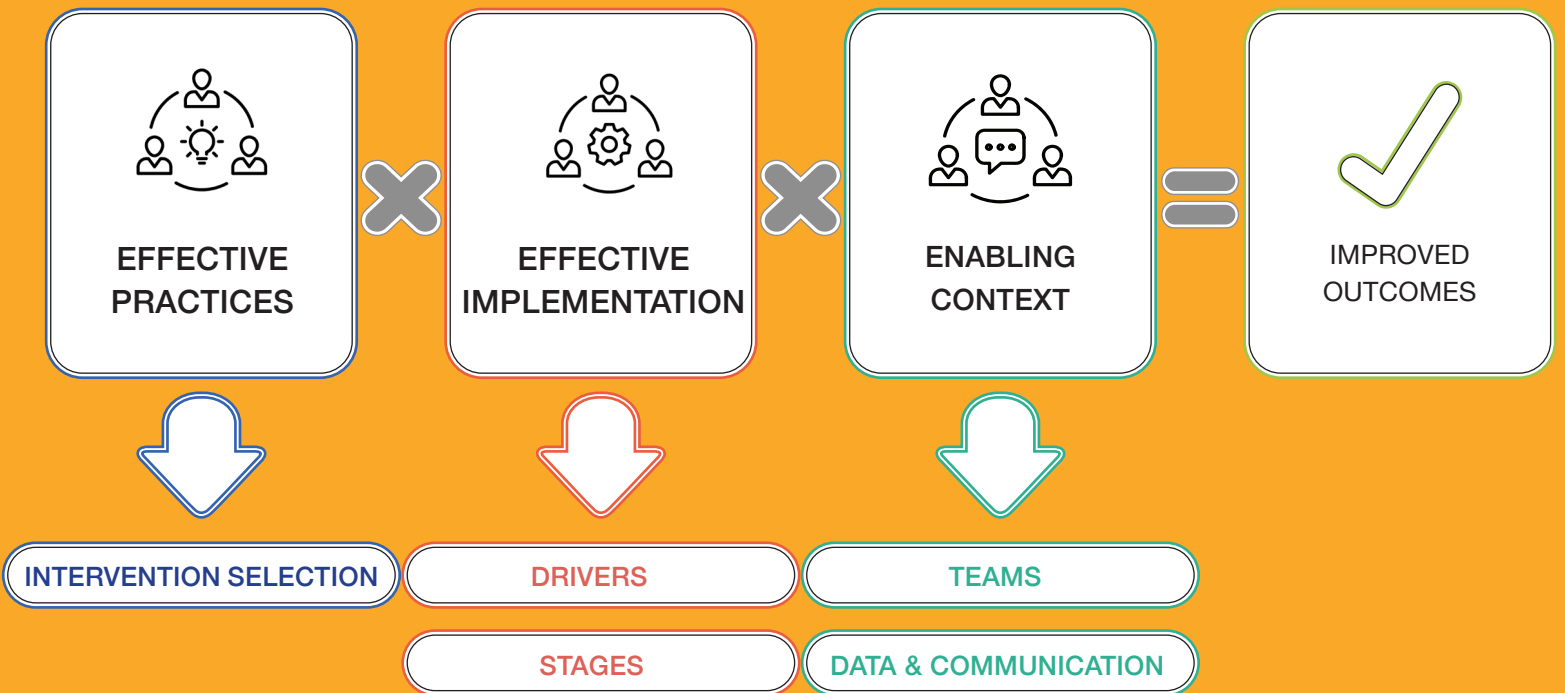 EFFECTIVE
PRACTICES
EFFECTIVE
IMPLEMENTATION
ENABLING
CONTEXT
IMPROVED
OUTCOMES
INTERVENTION SELECTION
DRIVERS
TEAMS
STAGES
DATA & COMMUNICATION